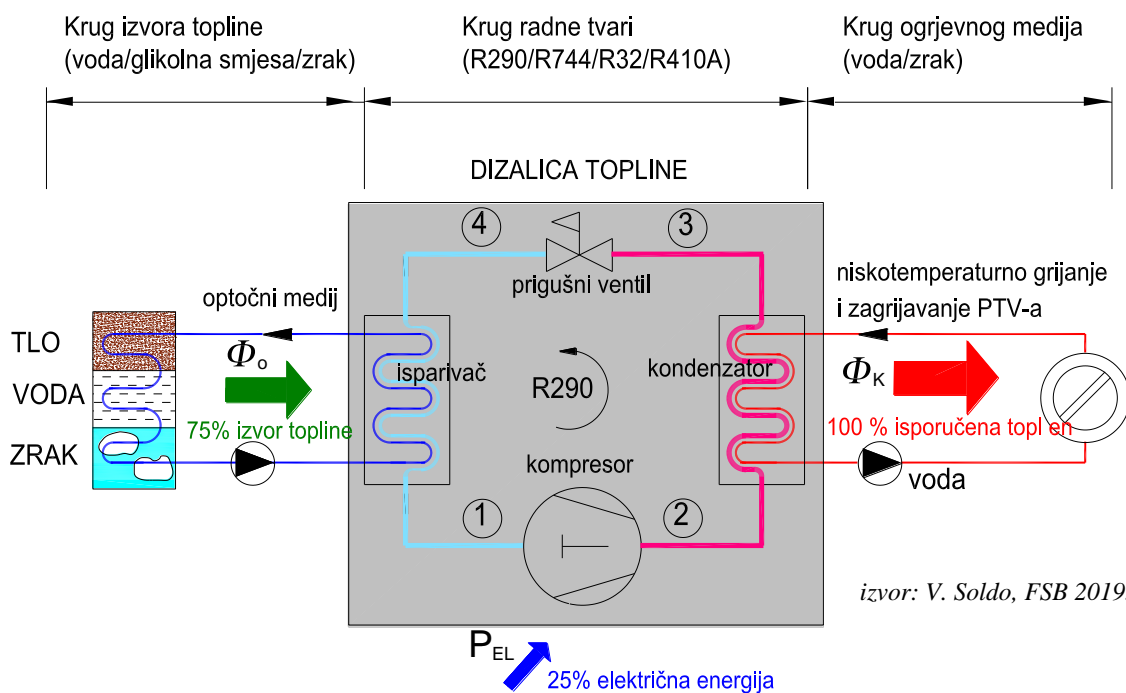 Krug izvora topline
(voda/glikolna smjesa/zrak)
Krug radne tvari
(R290/R744/R32/R410A)
Krug ogrjevnog medija
(voda/zrak)
DIZALICA TOPLINE
4
3
prigušni ventil
optočni medij
niskotemperaturno grijanje
i zagrijavanje PTV-a
TLO
VODA
ZRAK
Φo
75% izvor topline
isparivač
R290
kondenzator
ΦK
100 % isporučena topl en
kompresor
voda
1
2
izvor: V. Soldo, FSB 2019.
PEL
25% električna energija